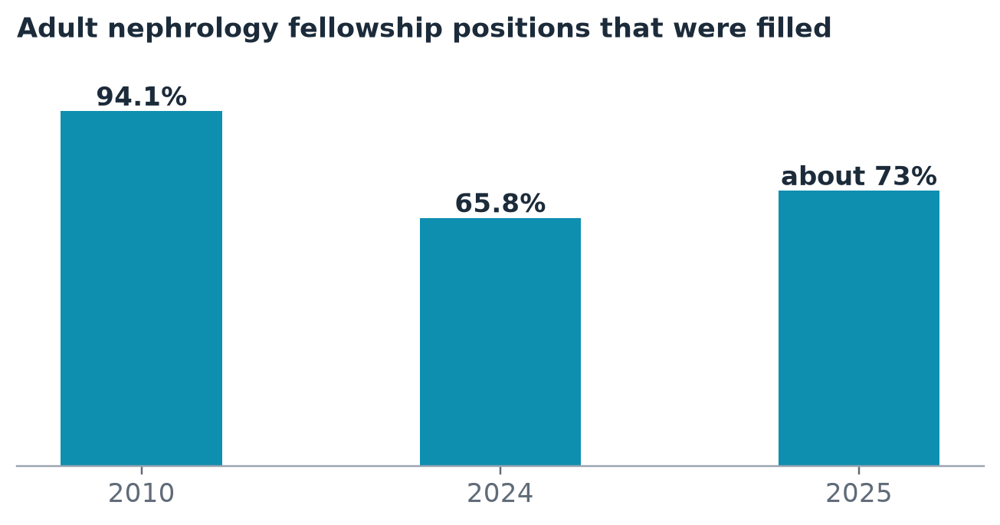 Adult nephrology fellowship positions that were filled
94.1%
65.8%
about 73%
2010
2024
2025